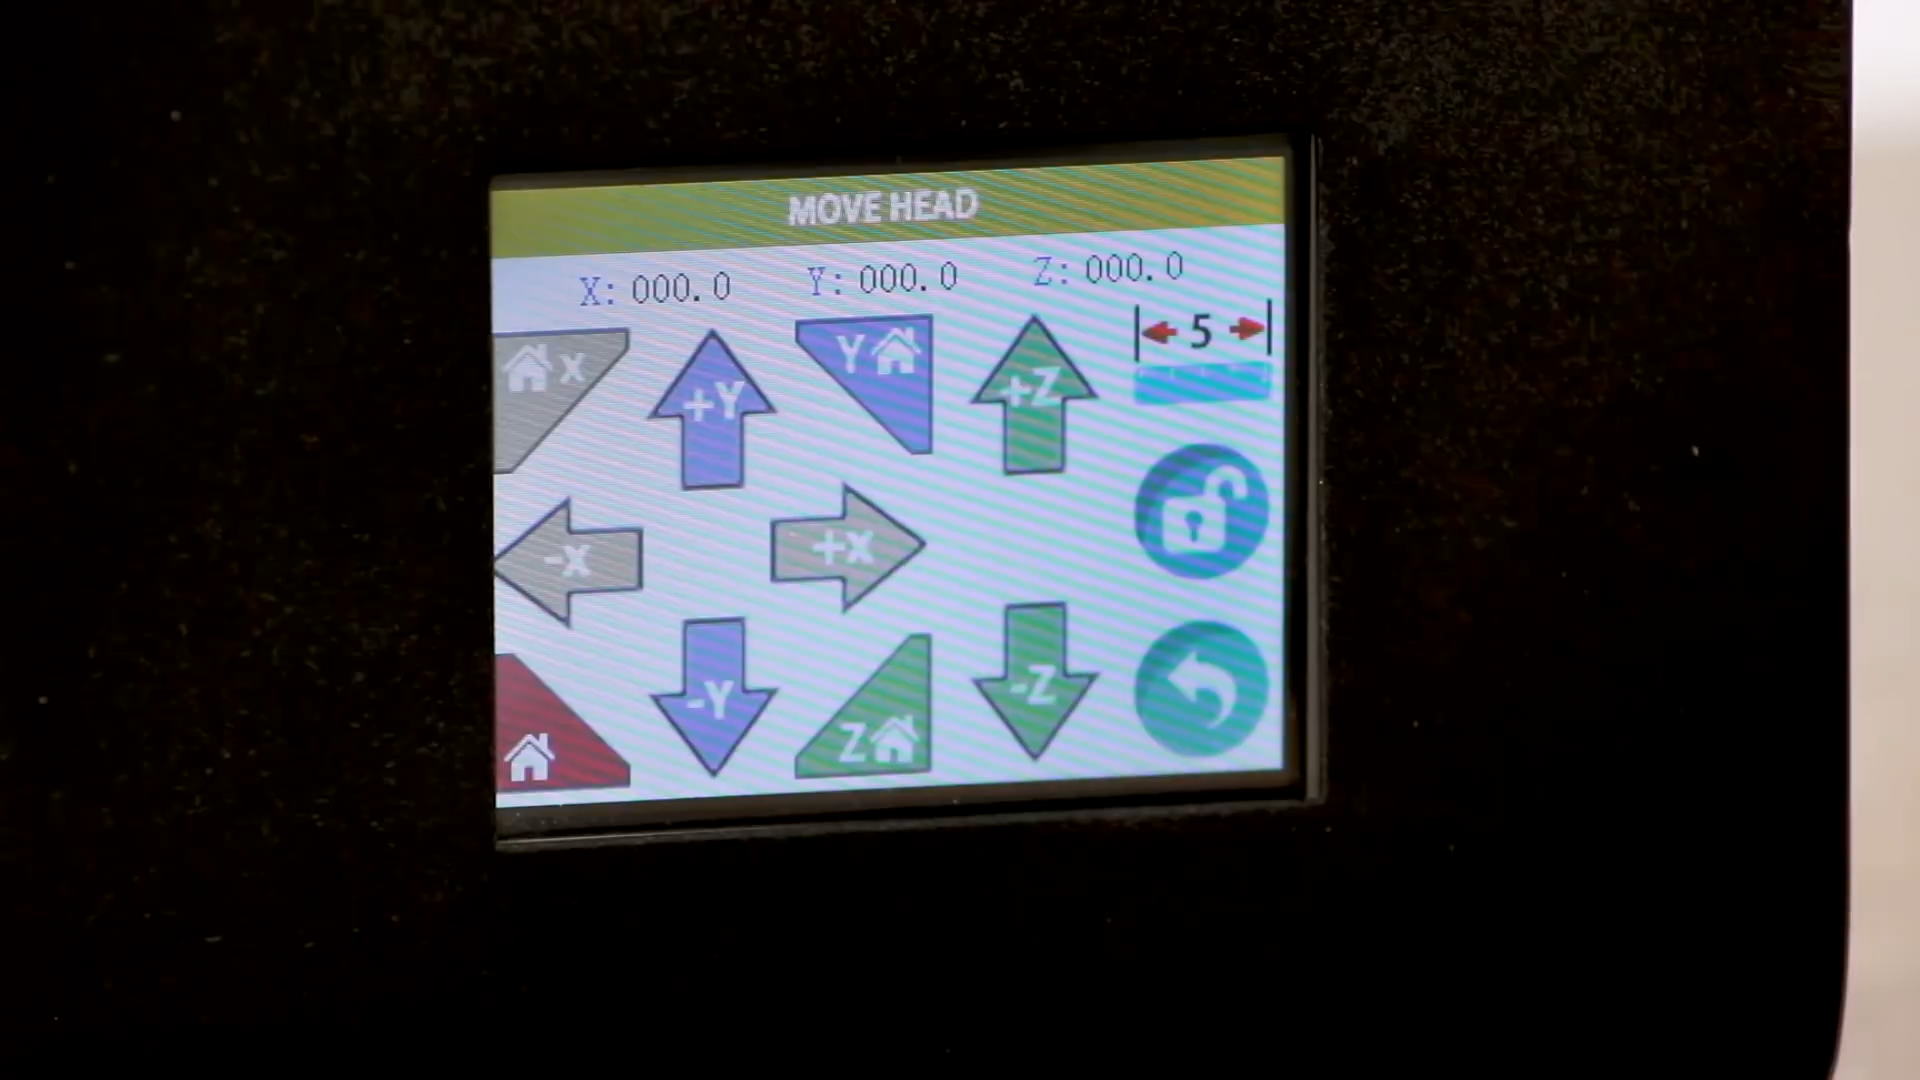 MOVE HEAD
X: 000.0 Y: 000.0 Z: 000.0
5
X +Y Y +Z
-X +X
-Y Z -Z